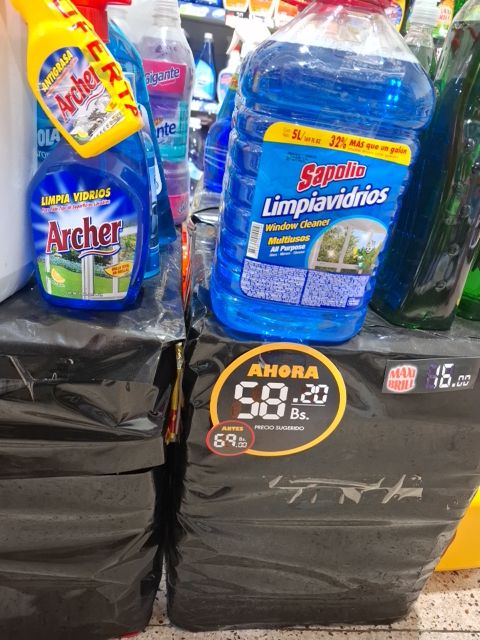 OFERTA
ANTIGRASA
Archer
LIMPIA VIDRIOS
Archer
Sapolio
Limpiavidrios
Window Cleaner
Multiusos
All Purpose
5L
32% MÁS que un galón
AHORA
58.20
Bs.
PRECIO SUGERIDO
ANTES
69.00
Bs.
MAXI
BRILL
16.00